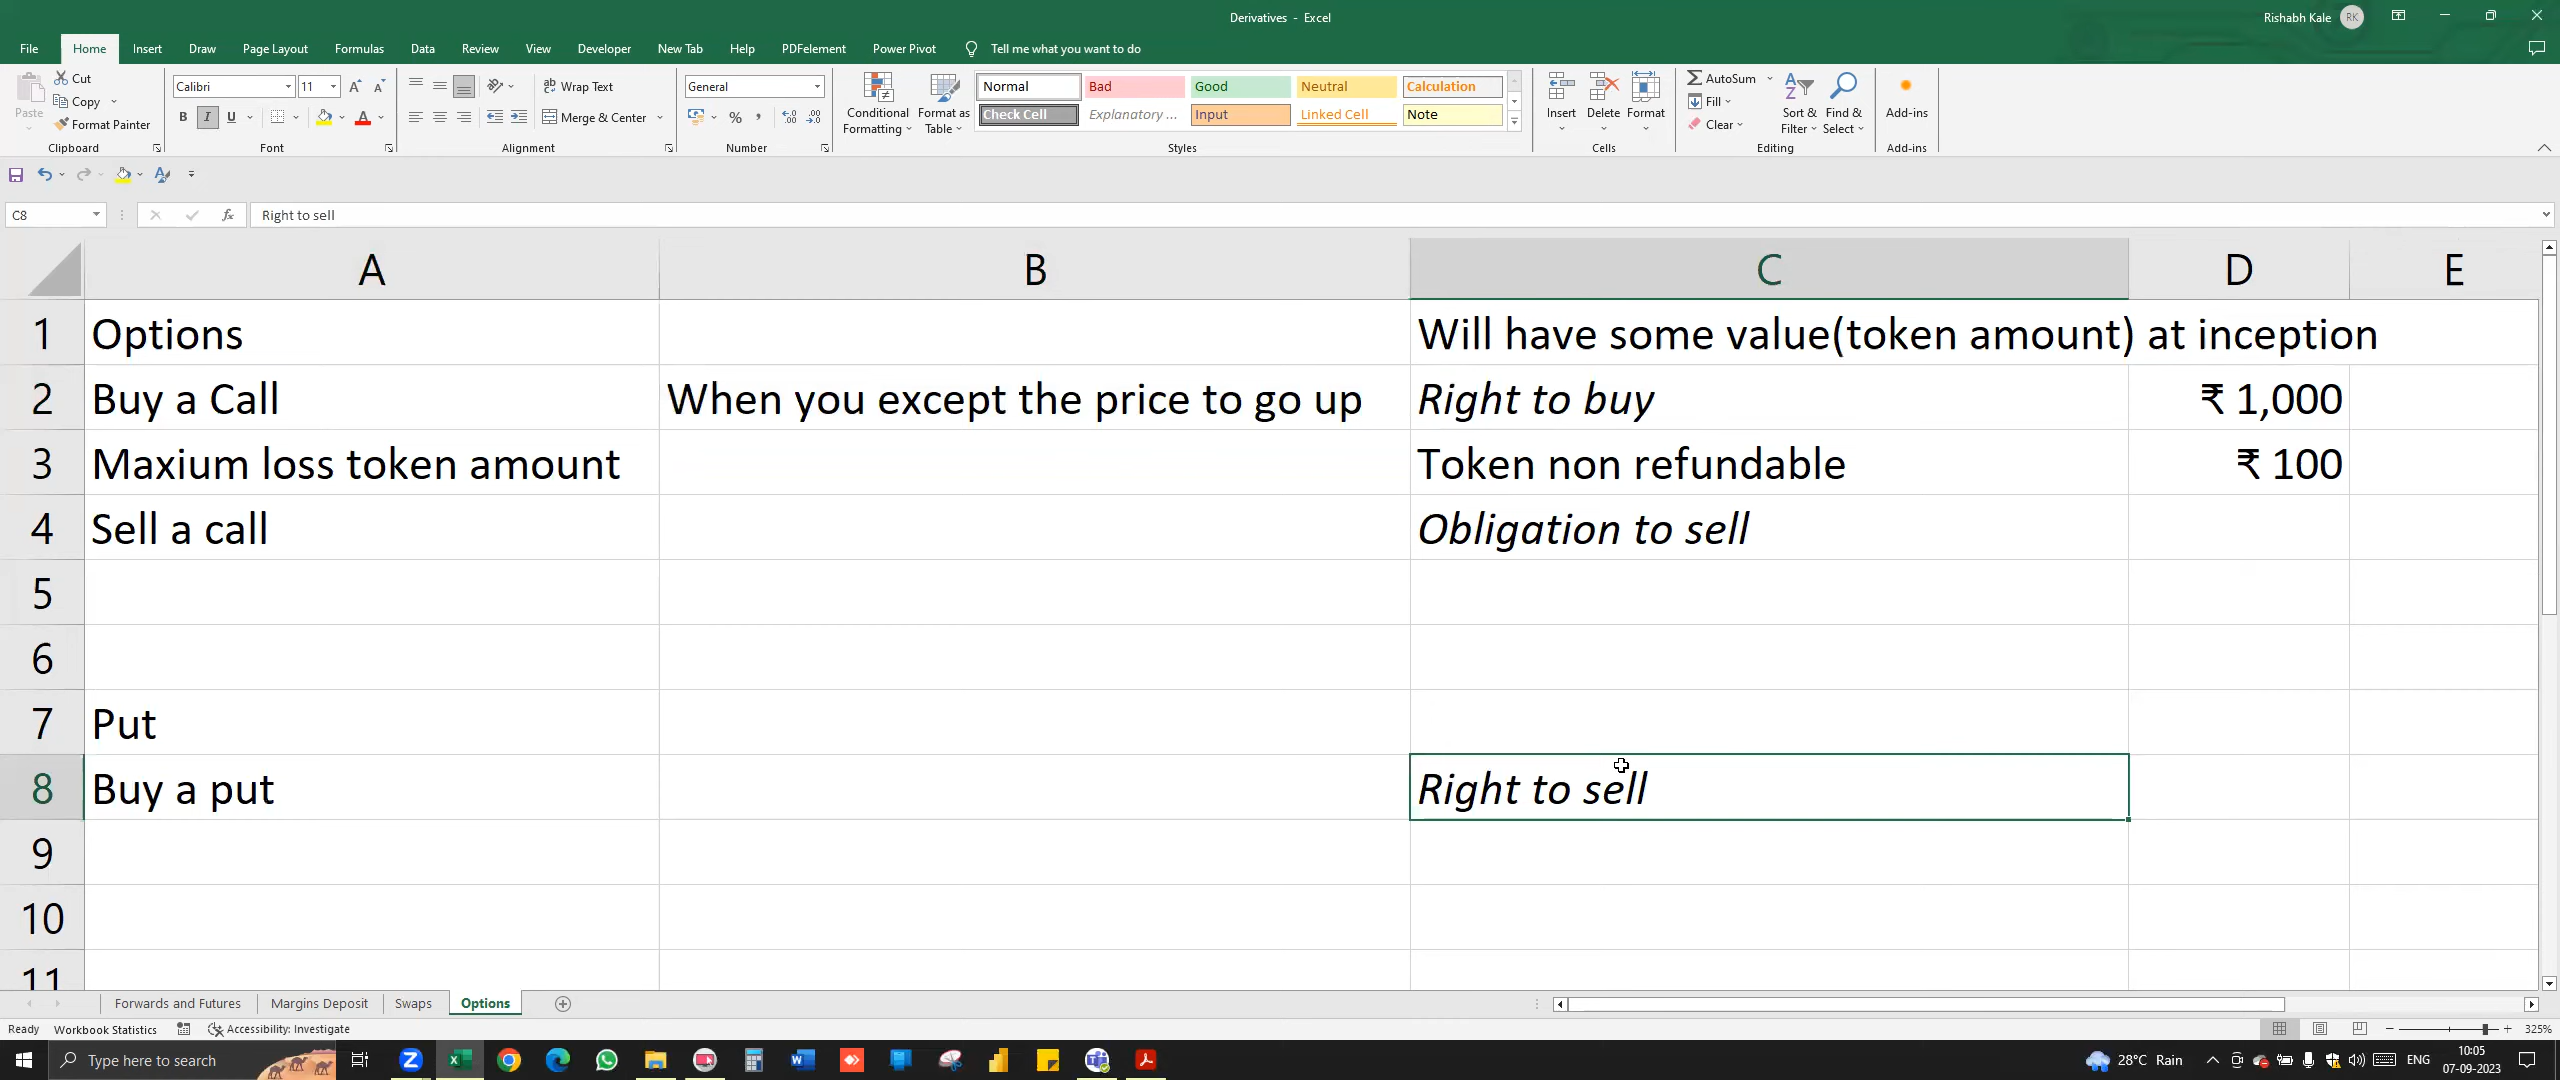 Derivatives - Excel
Rishabh Kale RK
File Home Insert Draw Page Layout Formulas Data Review View Developer New Tab Help PDFelement Power Pivot Tell me what you want to do
Paste Cut Copy Format Painter Clipboard
Calibri 11 B I U Font
Wrap Text Merge & Center Alignment
General % Number
Conditional Formatting Format as Table
Normal Bad Good Neutral Calculation
Check Cell Explanatory ... Input Linked Cell Note
Styles
Insert Delete Format Cells
AutoSum Fill Clear Sort & Filter Find & Select Editing
Add-ins Add-ins
C8 fx Right to sell
A B C D E
1 Options Will have some value(token amount) at inception
2 Buy a Call When you except the price to go up Right to buy ₹ 1,000
3 Maxium loss token amount Token non refundable ₹ 100
4 Sell a call Obligation to sell
5
6
7 Put
8 Buy a put Right to sell
9
10
11
Forwards and Futures Margins Deposit Swaps Options
Ready Workbook Statistics Accessibility: Investigate 325%
Type here to search 28°C Rain ENG 10:05
07-09-2023